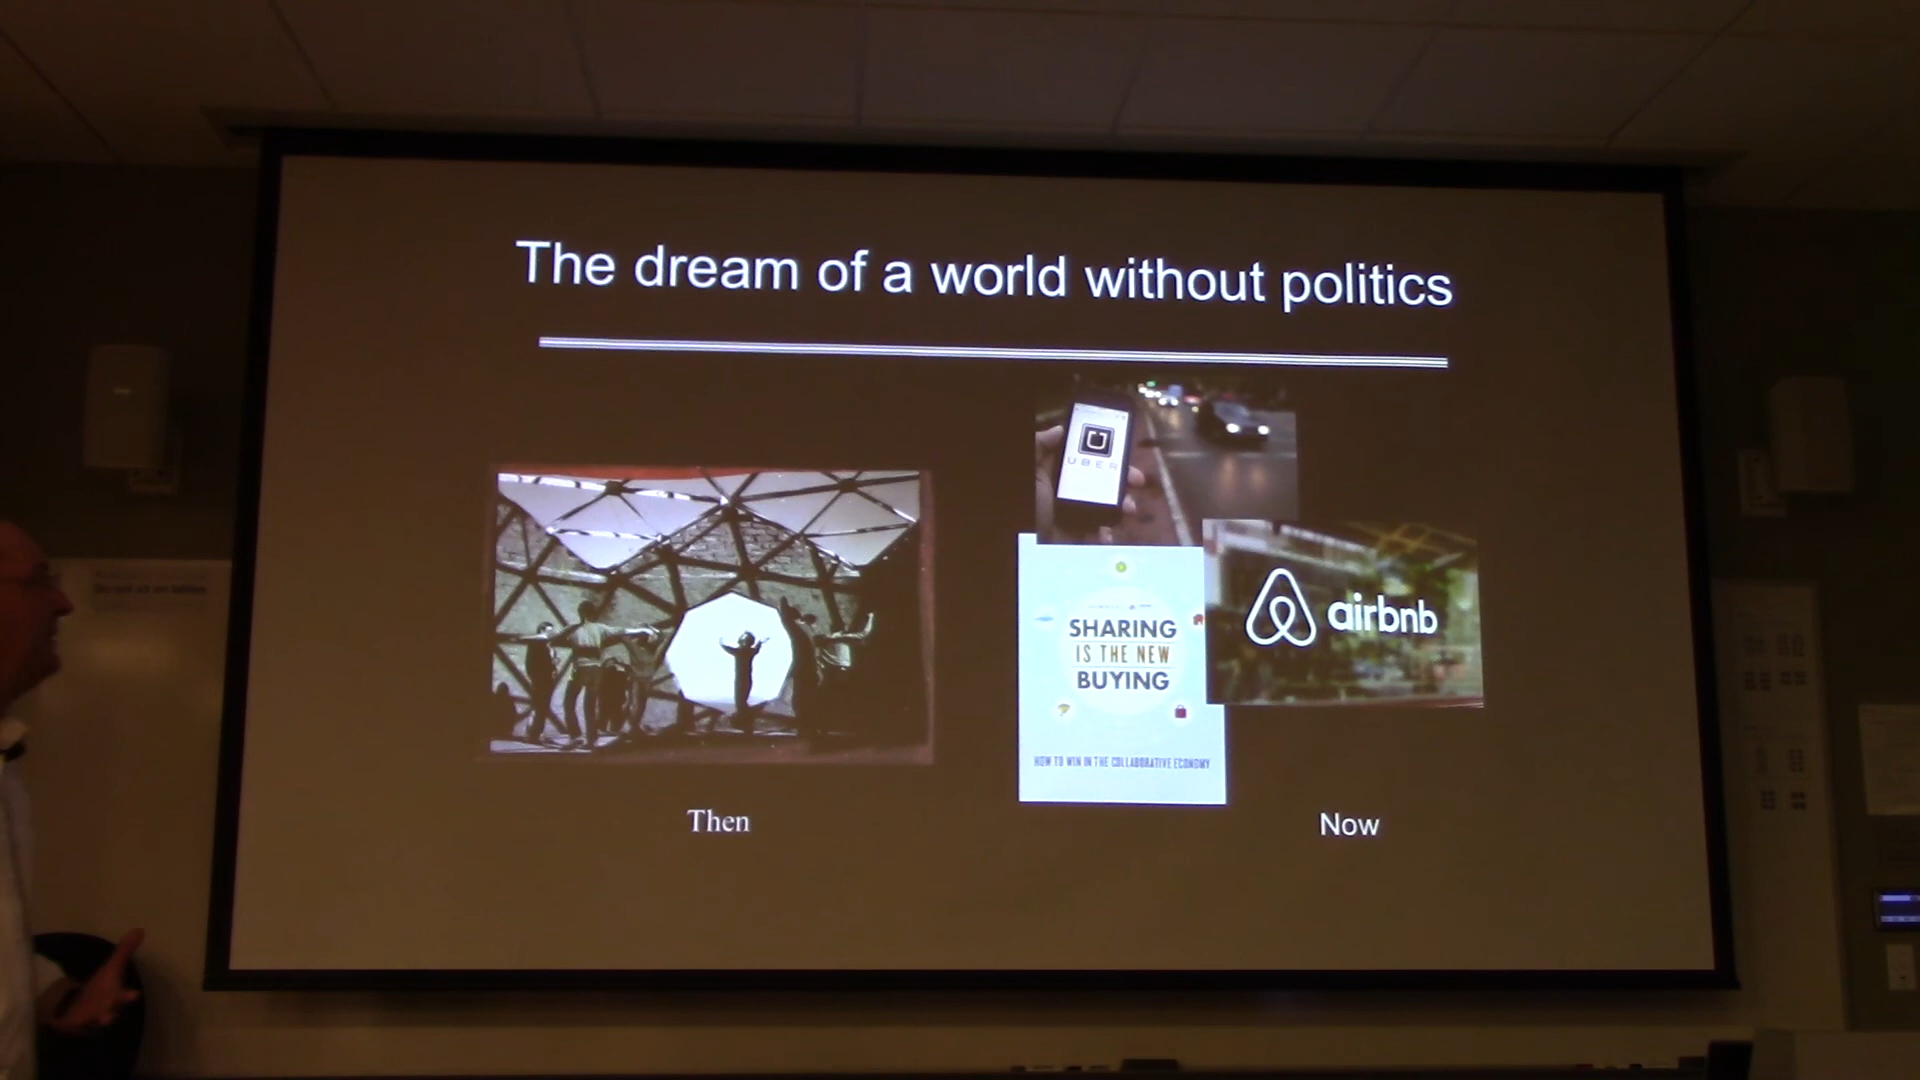 The dream of a world without politics
UBER
SHARING
IS THE NEW
BUYING
HOW TO WIN IN THE COLLABORATIVE ECONOMY
airbnb
Then
Now